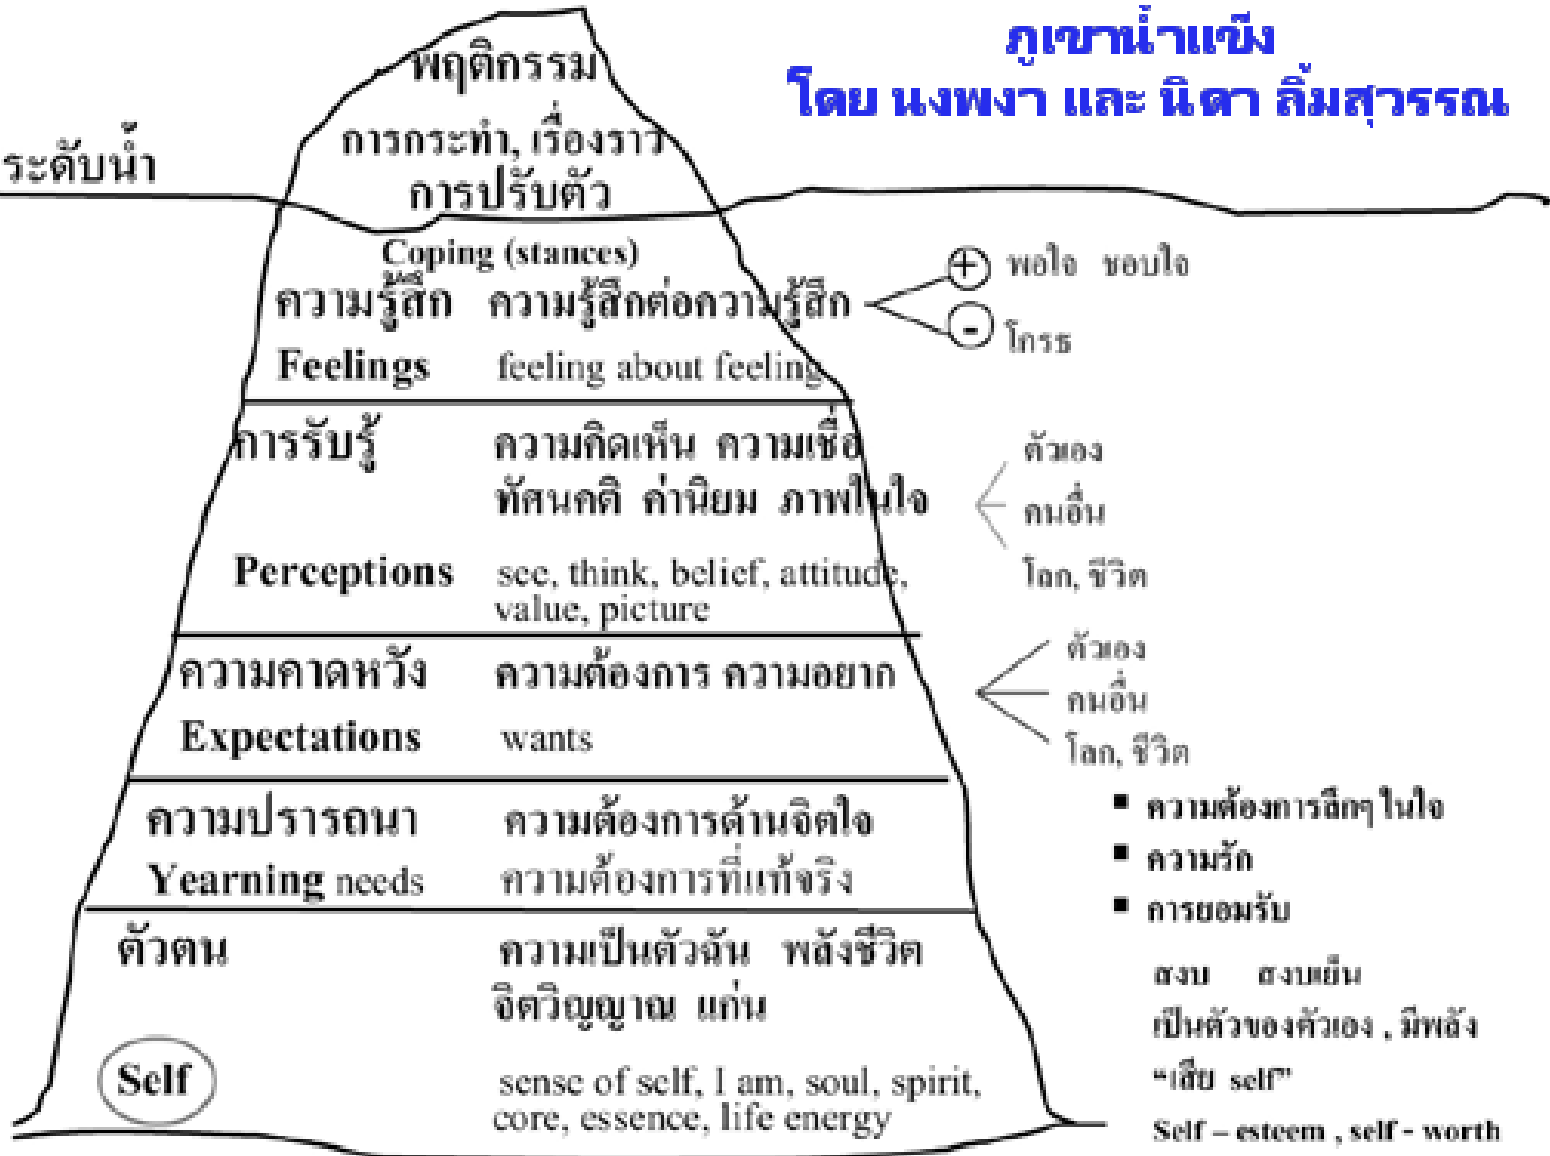 ภูเขาน้ำแข็ง
โดย นงพงา และ นิดา ลิ้มสุวรรณ
พฤติกรรม
การกระทำ, เรื่องราว
ระดับน้ำ
การปรับตัว
Coping (stances)
ความรู้สึก ความรู้สึกต่อความรู้สึก
+ พอใจ ชอบใจ
- โกรธ
Feelings feeling about feeling
การรับรู้ ความคิดเห็น ความเชื่อ
ทัศนคติ ค่านิยม ภาพในใจ
ตัวเอง
คนอื่น
โลก, ชีวิต
Perceptions see, think, belief, attitude,
value, picture
ความคาดหวัง ความต้องการ ความอยาก
ตัวเอง
คนอื่น
โลก, ชีวิต
Expectations wants
ความปรารถนา ความต้องการด้านจิตใจ
Yearning needs ความต้องการที่แท้จริง
▪ ความต้องการลึกๆ ในใจ
▪ ความรัก
▪ การยอมรับ
ตัวตน ความเป็นตัวฉัน พลังชีวิต
จิตวิญญาณ แก่น
Self sense of self, I am, soul, spirit,
core, essence, life energy
สงบ สงบเย็น
เป็นตัวของตัวเอง , มีพลัง
“เสีย self”
Self – esteem , self - worth